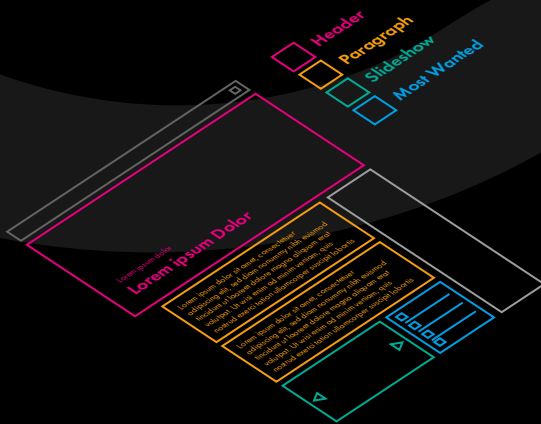 Header
Paragraph
Slideshow
Most Wanted
Lorem ipsum dolor
Lorem ipsum Dolor
Lorem ipsum dolor sit amet, consectetuer
adipiscing elit, sed diam nonummy nibh euismod
tincidunt ut laoreet dolore magna aliquam erat
volutpat. Ut wisi enim ad minim veniam, quis
nostrud exerci tation ullamcorper suscipit lobortis
Lorem ipsum dolor sit amet, consectetuer
adipiscing elit, sed diam nonummy nibh euismod
tincidunt ut laoreet dolore magna aliquam erat
volutpat. Ut wisi enim ad minim veniam, quis
nostrud exerci tation ullamcorper suscipit lobortis